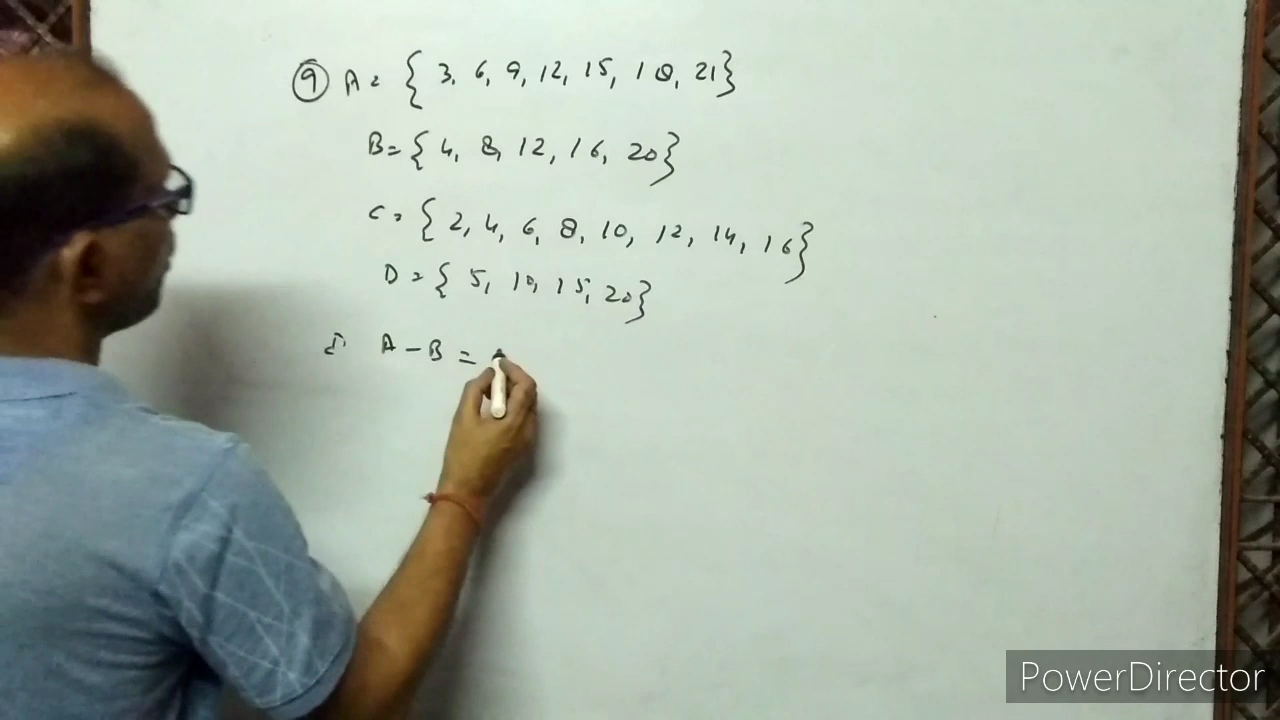 9 A = { 3, 6, 9, 12, 15, 18, 21}
B = { 4, 8, 12, 16, 20}
C = { 2, 4, 6, 8, 10, 12, 14, 16}
D = { 5, 10, 15, 20}
I A - B =
PowerDirector